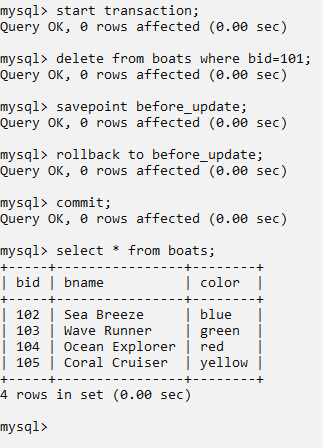 mysql> start transaction;
Query OK, 0 rows affected (0.00 sec)
mysql> delete from boats where bid=101;
Query OK, 0 rows affected (0.00 sec)
mysql> savepoint before_update;
Query OK, 0 rows affected (0.00 sec)
mysql> rollback to before_update;
Query OK, 0 rows affected (0.00 sec)
mysql> commit;
Query OK, 0 rows affected (0.00 sec)
mysql> select * from boats;
+-----+----------------+--------+
| bid | bname          | color  |
+-----+----------------+--------+
| 102 | Sea Breeze     | blue   |
| 103 | Wave Runner    | green  |
| 104 | Ocean Explorer | red    |
| 105 | Coral Cruiser  | yellow |
+-----+----------------+--------+
4 rows in set (0.00 sec)
mysql>